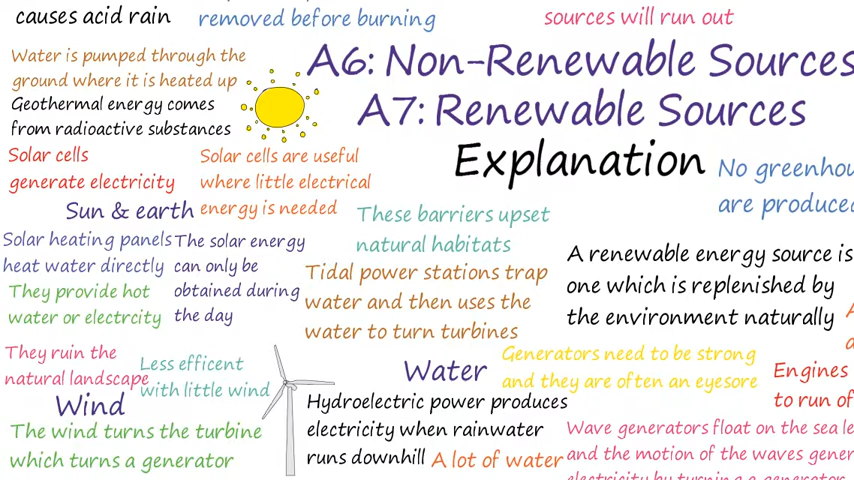 causes acid rain
removed before burning
sources will run out
A6: Non-Renewable Sources
A7: Renewable Sources
Explanation
Water is pumped through the
ground where it is heated up
Geothermal energy comes
from radioactive substances
Solar cells
generate electricity
Solar cells are useful
where little electrical
energy is needed
Sun & earth
No greenhou
are produced
These barriers upset
natural habitats
Solar heating panels
heat water directly
The solar energy
can only be
obtained during
the day
They provide hot
water or electrcity
Tidal power stations trap
water and then uses the
water to turn turbines
A renewable energy source is
one which is replenished by
the environment naturally
They ruin the
natural landscape
Less efficent
with little wind
Wind
The wind turns the turbine
which turns a generator
Water
Generators need to be strong
and they are often an eyesore
Engines
to run of
Hydroelectric power produces
electricity when rainwater
runs downhill
A lot of water
Wave generators float on the sea le
and the motion of the waves gener
electricity by turning a generator